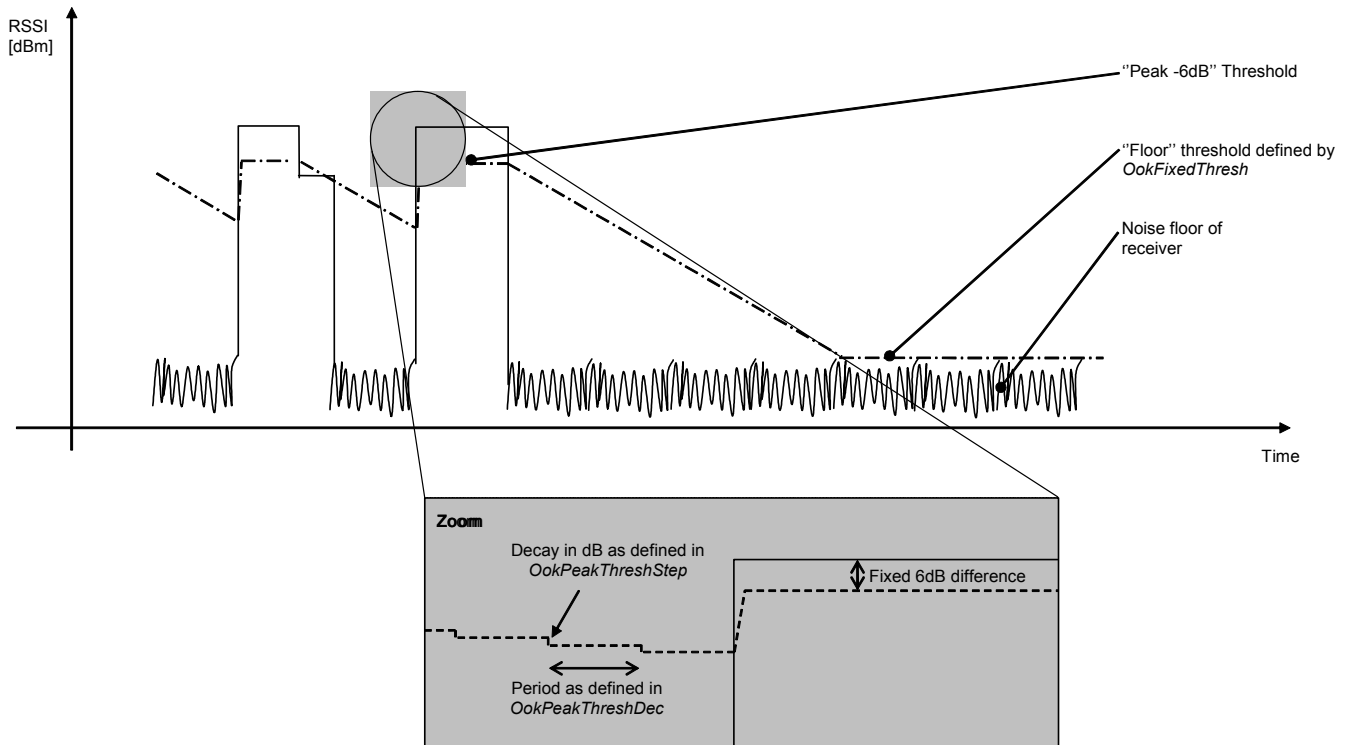 RSSI
[dBm]
‘'Peak -6dB'’ Threshold
‘'Floor'’ threshold defined by
OokFixedThresh
Noise floor of
receiver
Time
Zoom
Decay in dB as defined in
OokPeakThreshStep
Fixed 6dB difference
Period as defined in
OokPeakThreshDec